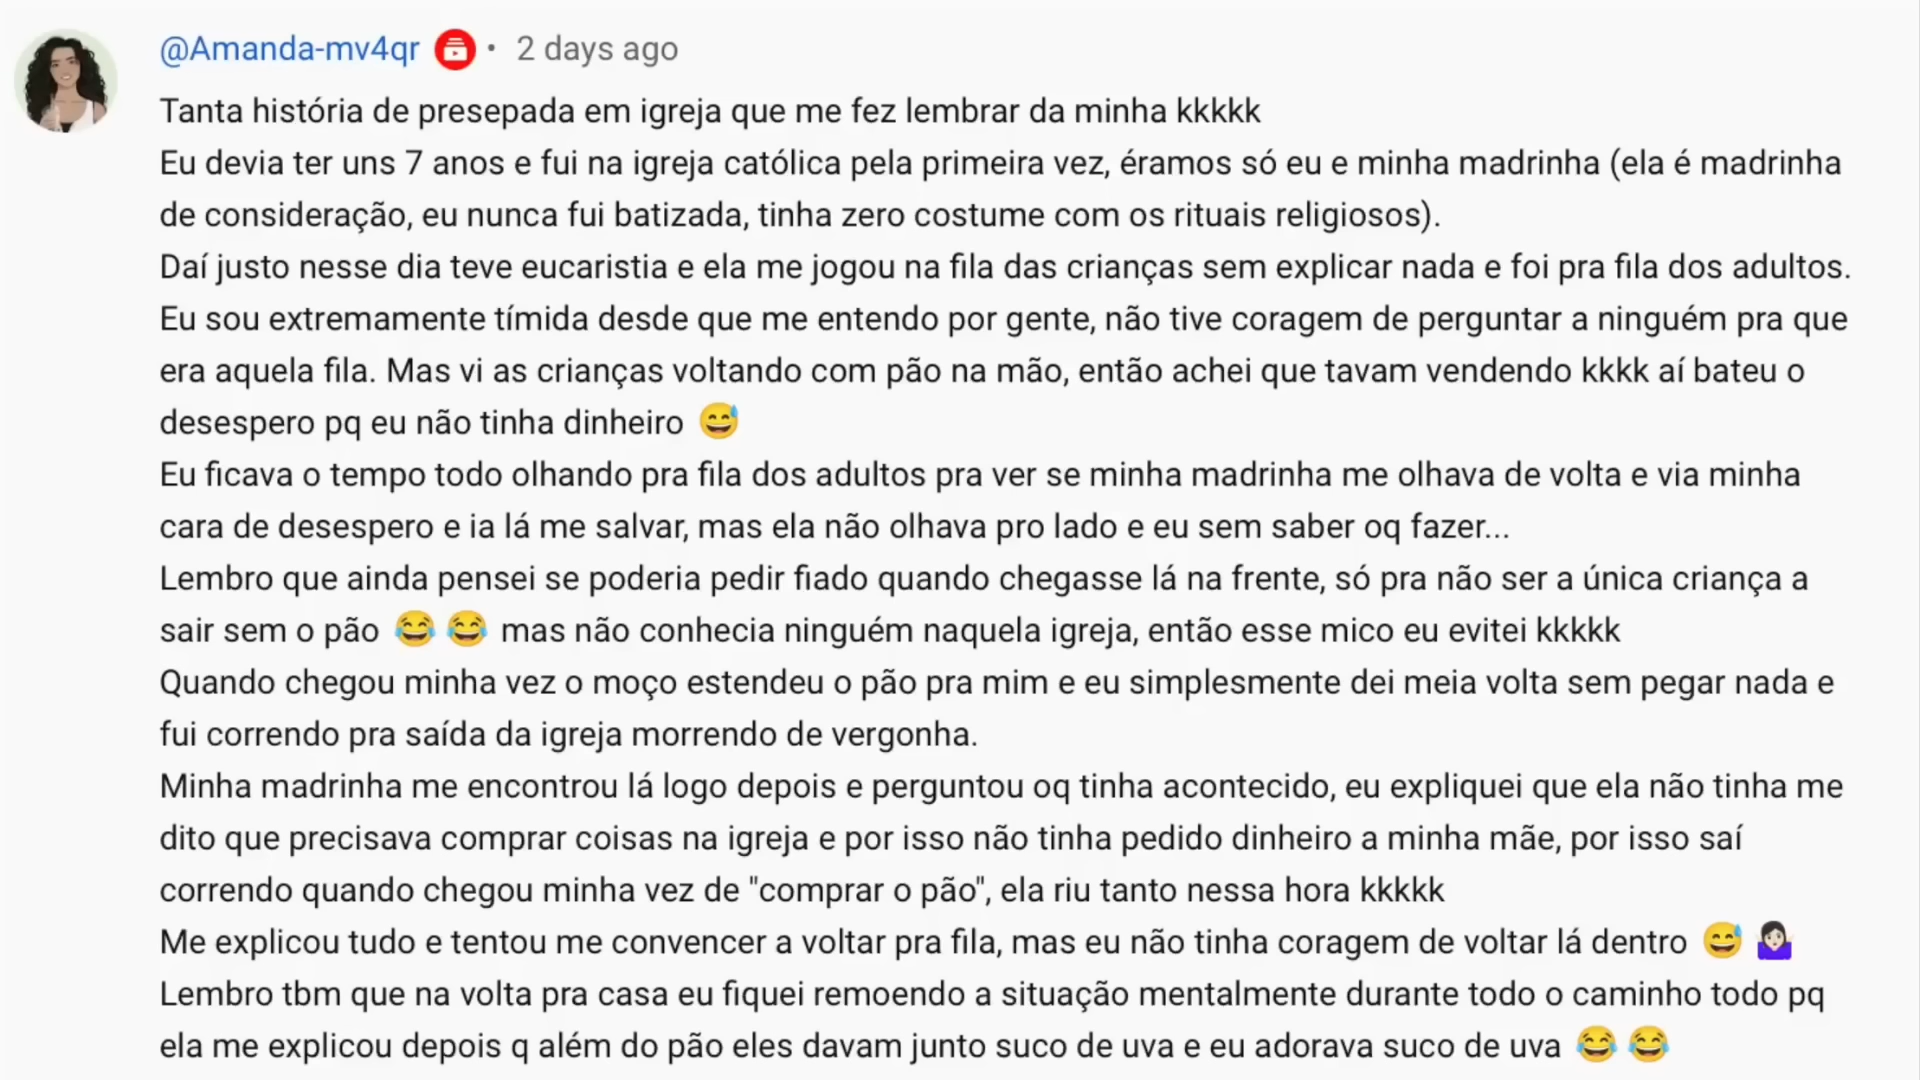 @Amanda-mv4qr • 2 days ago
Tanta história de presepada em igreja que me fez lembrar da minha kkkkk
Eu devia ter uns 7 anos e fui na igreja católica pela primeira vez, éramos só eu e minha madrinha (ela é madrinha
de consideração, eu nunca fui batizada, tinha zero costume com os rituais religiosos).
Daí justo nesse dia teve eucaristia e ela me jogou na fila das crianças sem explicar nada e foi pra fila dos adultos.
Eu sou extremamente tímida desde que me entendo por gente, não tive coragem de perguntar a ninguém pra que
era aquela fila. Mas vi as crianças voltando com pão na mão, então achei que tavam vendendo kkkk aí bateu o
desespero pq eu não tinha dinheiro 😅
Eu ficava o tempo todo olhando pra fila dos adultos pra ver se minha madrinha me olhava de volta e via minha
cara de desespero e ia lá me salvar, mas ela não olhava pro lado e eu sem saber oq fazer...
Lembro que ainda pensei se poderia pedir fiado quando chegasse lá na frente, só pra não ser a única criança a
sair sem o pão 😂😂 mas não conhecia ninguém naquela igreja, então esse mico eu evitei kkkkk
Quando chegou minha vez o moço estendeu o pão pra mim e eu simplesmente dei meia volta sem pegar nada e
fui correndo pra saída da igreja morrendo de vergonha.
Minha madrinha me encontrou lá logo depois e perguntou oq tinha acontecido, eu expliquei que ela não tinha me
dito que precisava comprar coisas na igreja e por isso não tinha pedido dinheiro a minha mãe, por isso saí
correndo quando chegou minha vez de "comprar o pão", ela riu tanto nessa hora kkkkk
Me explicou tudo e tentou me convencer a voltar pra fila, mas eu não tinha coragem de voltar lá dentro 😅🤷🏻‍♀️
Lembro tbm que na volta pra casa eu fiquei remoendo a situação mentalmente durante todo o caminho todo pq
ela me explicou depois q além do pão eles davam junto suco de uva e eu adorava suco de uva 😂😂